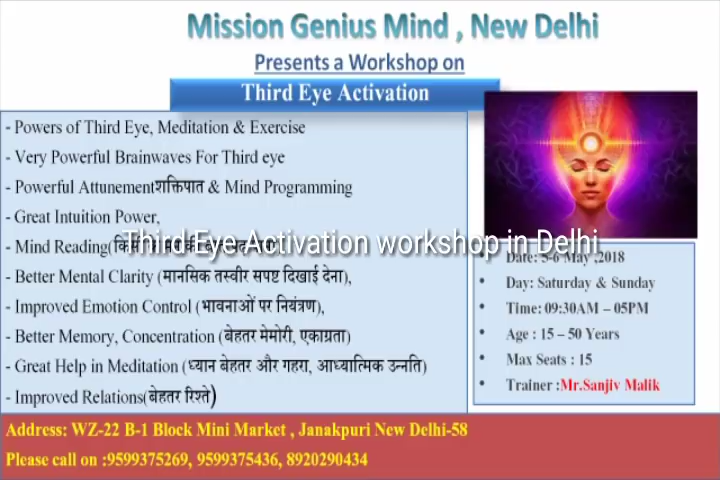 Mission Genius Mind , New Delhi
Presents a Workshop on
Third Eye Activation
- Powers of Third Eye, Meditation & Exercise
- Very Powerful Brainwaves For Third eye
- Powerful Attunementशक्तिपात & Mind Programming
- Great Intuition Power,
- Mind Reading(
Third Eye Activation workshop in Delhi
- Better Mental Clarity (मानसिक तस्वीर सपष्ट दिखाई देना),
- Improved Emotion Control (भावनाओं पर नियंत्रण),
- Better Memory, Concentration (बेहतर मेमोरी, एकाग्रता)
- Great Help in Meditation (ध्यान बेहतर और गहरा, आध्यात्मिक उन्नति)
- Improved Relations(बेहतर रिश्ते)
Date: 5-6 May ,2018
• Day: Saturday & Sunday
• Time: 09:30AM – 05PM
• Age : 15 – 50 Years
• Max Seats : 15
• Trainer :Mr.Sanjiv Malik
Address: WZ-22 B-1 Block Mini Market , Janakpuri New Delhi-58
Please call on :9599375269, 9599375436, 8920290434